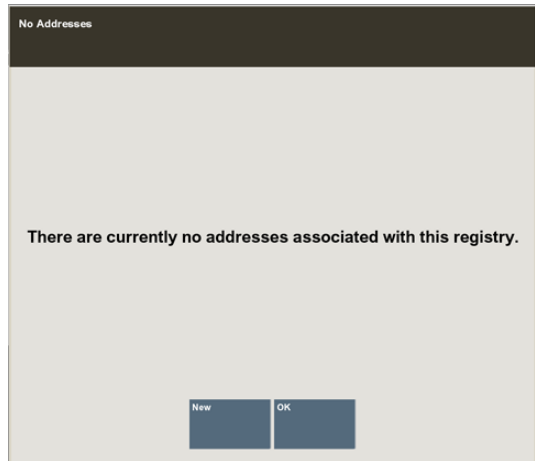 No Addresses
There are currently no addresses associated with this registry.
New
OK